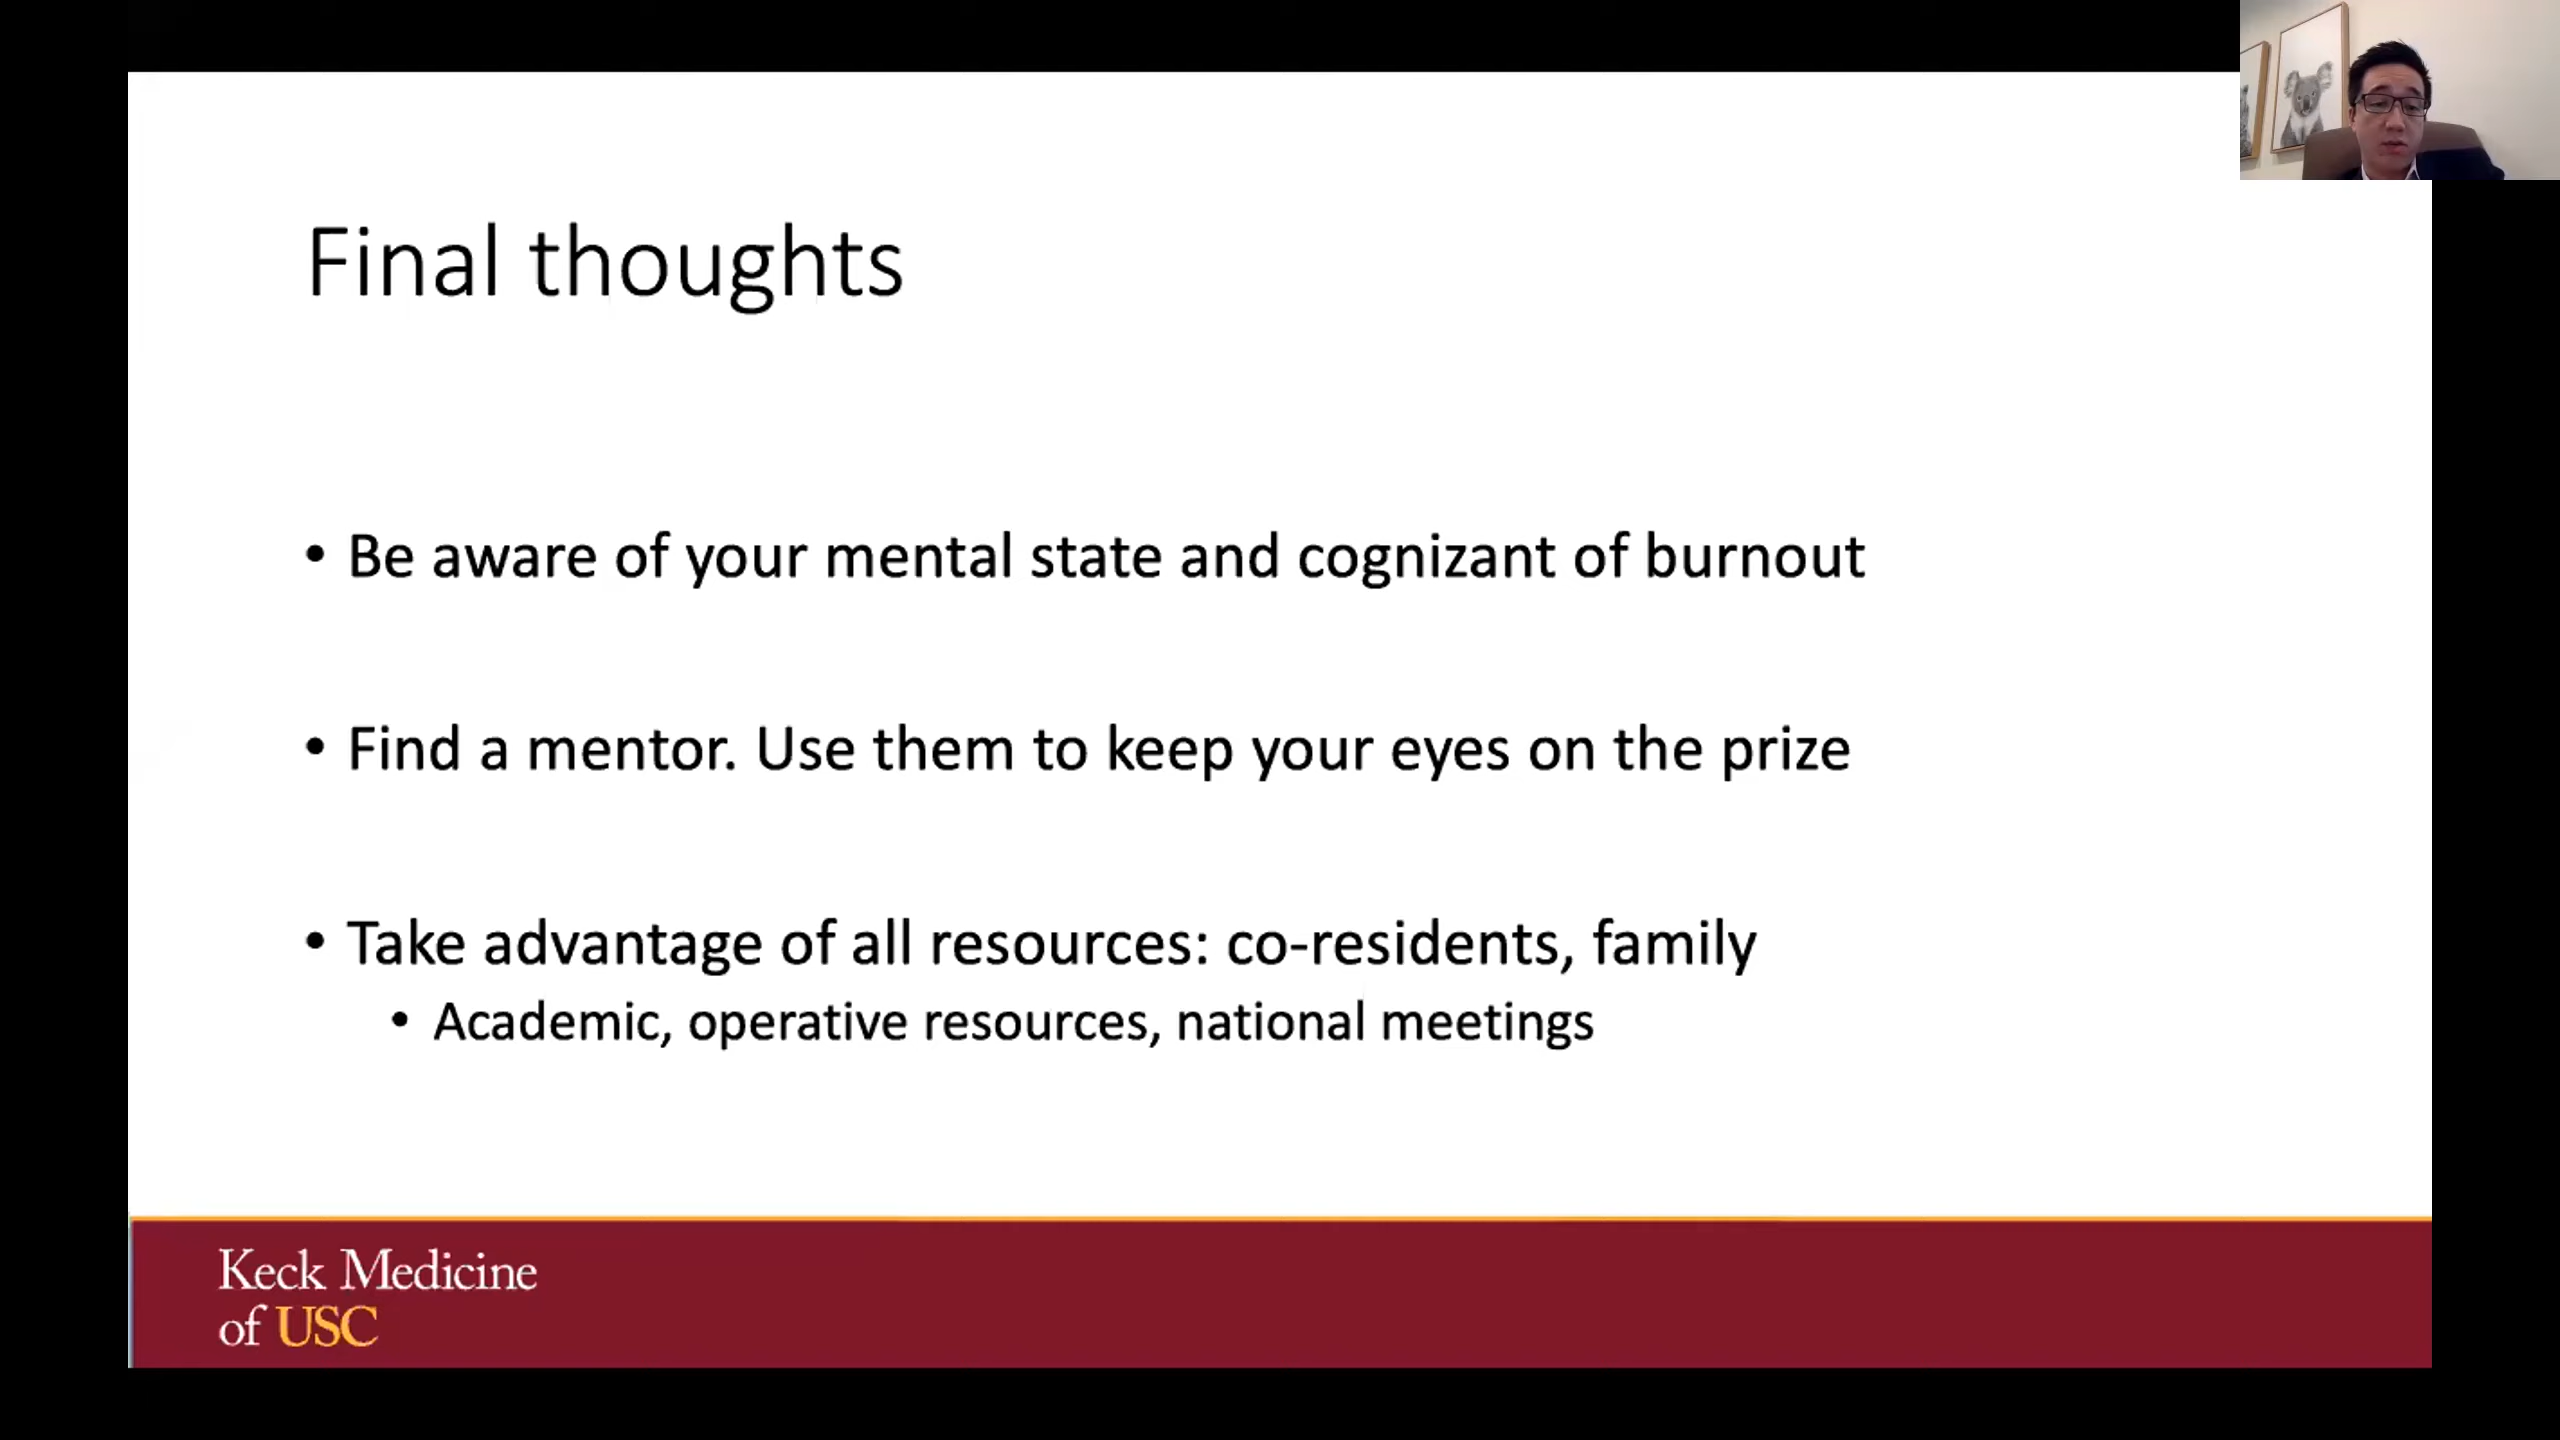 Final thoughts
• Be aware of your mental state and cognizant of burnout
• Find a mentor. Use them to keep your eyes on the prize
• Take advantage of all resources: co-residents, family
• Academic, operative resources, national meetings
Keck Medicine
of USC